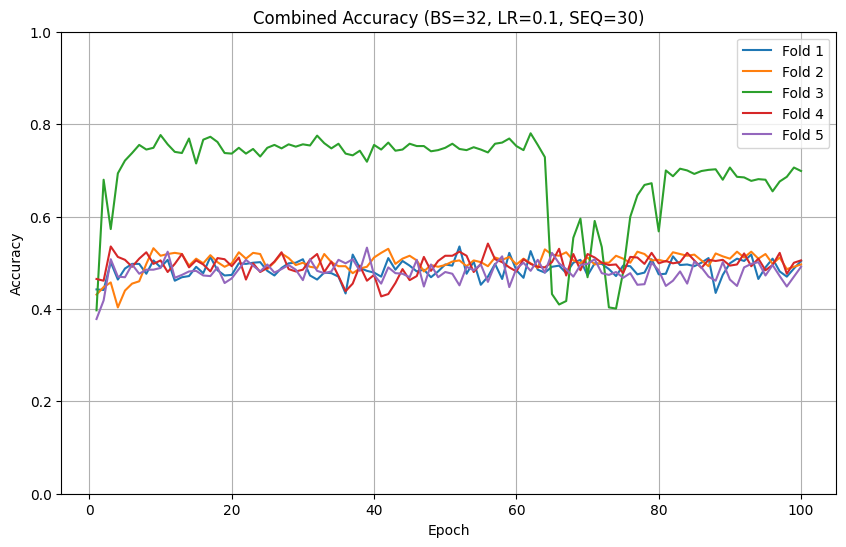 Combined Accuracy (BS=32, LR=0.1, SEQ=30)
1.0
0.8
0.6
0.4
0.2
0.0
Accuracy
Fold 1
Fold 2
Fold 3
Fold 4
Fold 5
0 20 40 60 80 100
Epoch